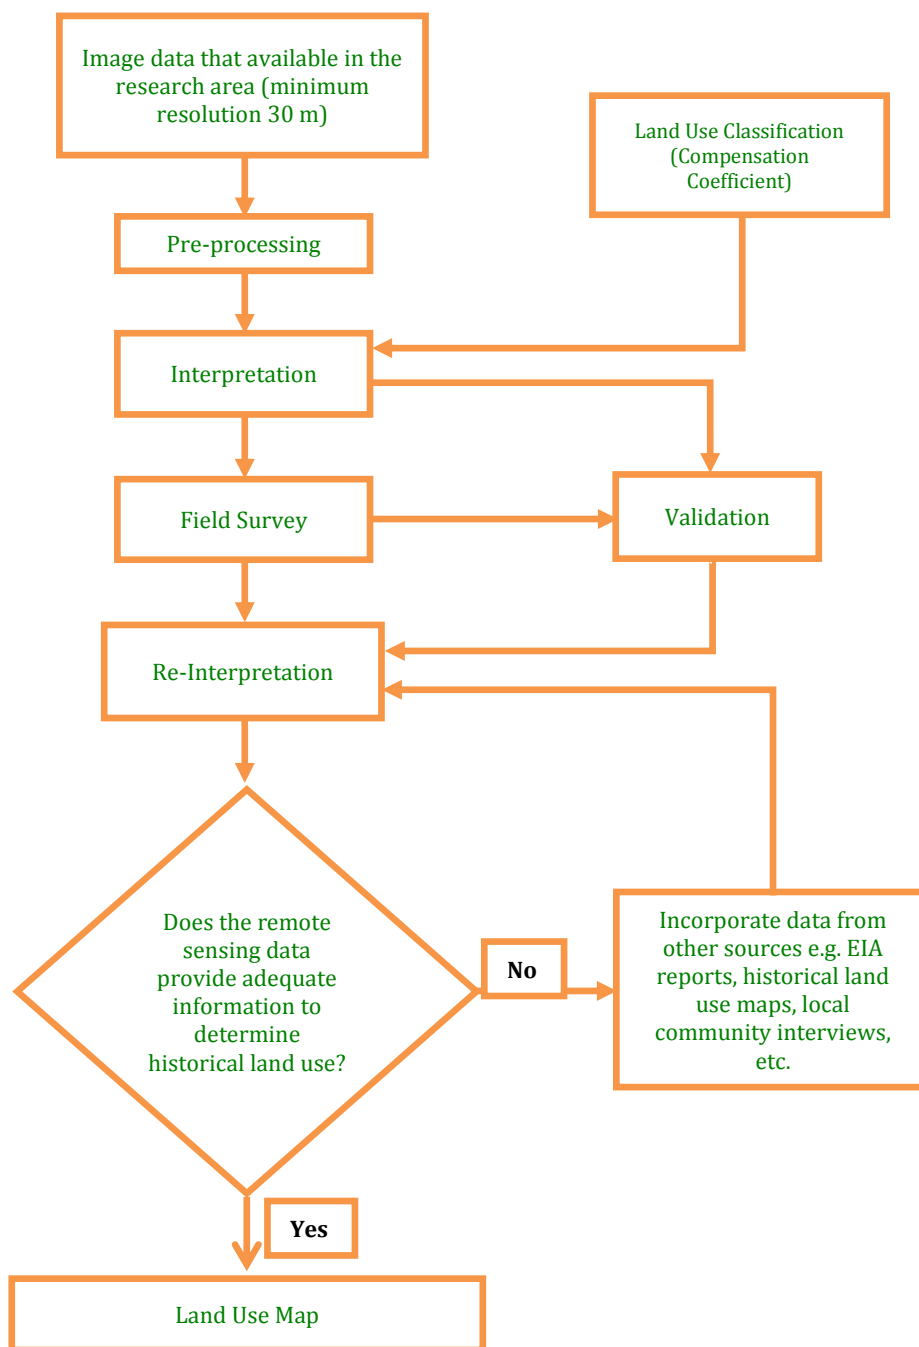 Image data that available in the
research area (minimum
resolution 30 m)
Land Use Classification
(Compensation
Coefficient)
Pre-processing
Interpretation
Field Survey
Validation
Re-Interpretation
Does the remote
sensing data
provide adequate
information to
determine
historical land use?
No
Incorporate data from
other sources e.g. EIA
reports, historical land
use maps, local
community interviews,
etc.
Yes
Land Use Map